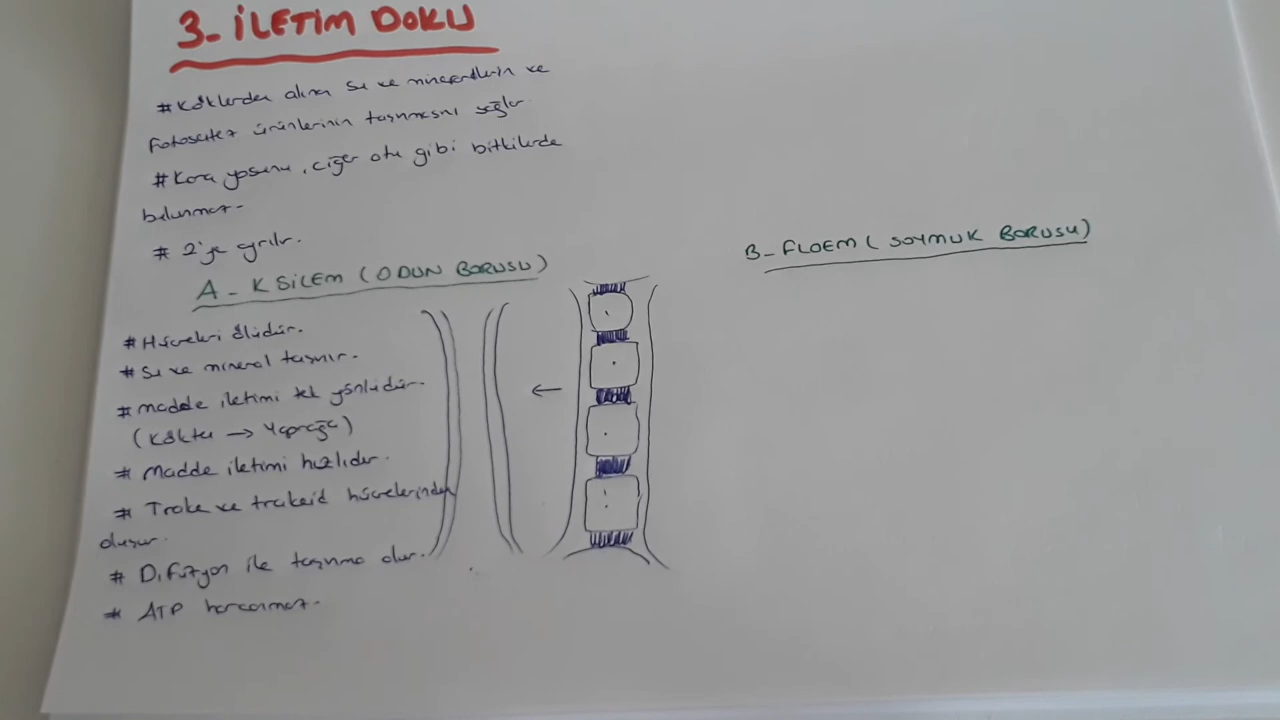 3- İLETİM DOKU
# Köklerden alınan su ve minerallerin ve
fotosentez ürünlerinin taşınmasını sağlar.
# Kara yosunu, ciğer otu gibi bitkilerde
bulunmaz.
# 2'ye ayrılır.
A - KSİLEM (ODUN BORUSU)
# Hücreleri ölüdür.
# Su ve mineral taşınır.
# Madde iletimi tek yönlüdür.
(Kökten → Yaprağa)
# Madde iletimi hızlıdır.
# Trake ve trakeid hücrelerinden
oluşur.
# Difüzyon ile taşınma olur.
# ATP harcanmaz.
B- FLOEM (SOYMUK BORUSU)